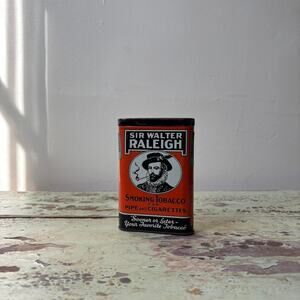 SIR WALTER
RALEIGH
SMOKING TOBACCO
PIPE AND CIGARETTES
Sooner or Later-
Your Favorite Tobacco